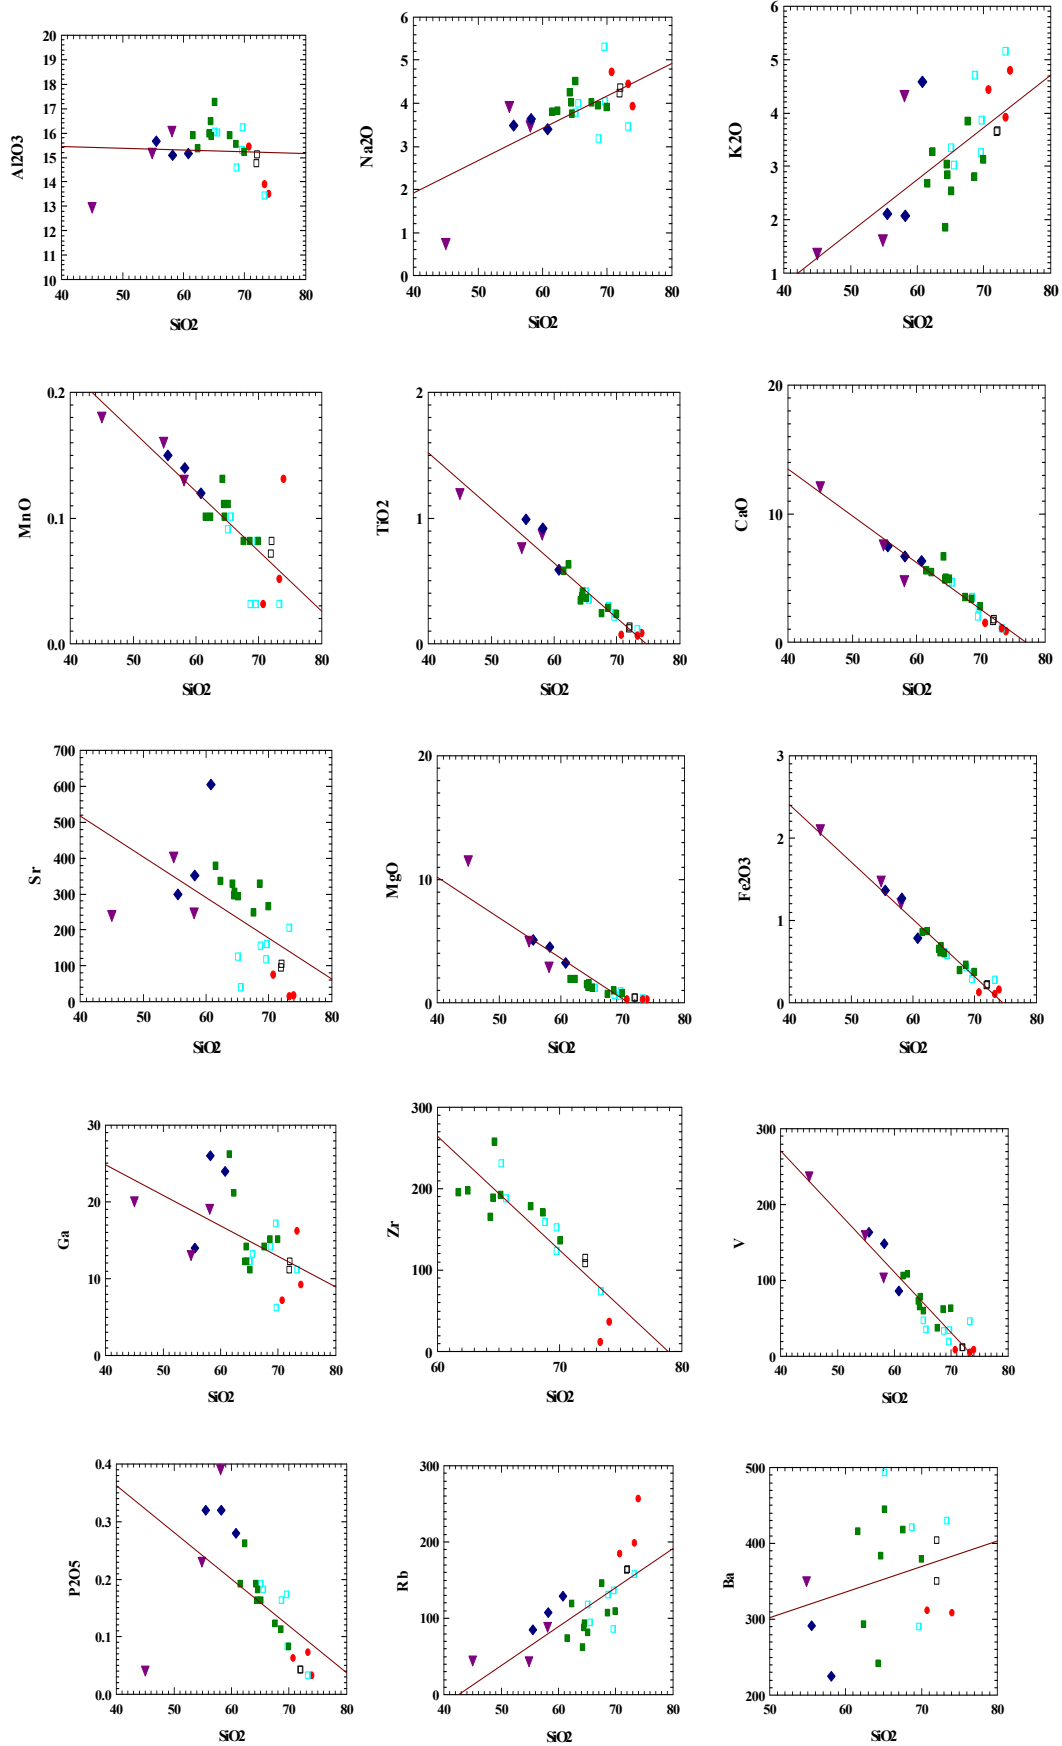 20
19
18
17
16
15
14
13
12
11
10
Al2O3
40 50 60 70 80
SiO2
6
5
4
3
2
1
0
Na2O
40 50 60 70 80
SiO2
6
5
4
3
2
1
K2O
40 50 60 70 80
SiO2
0.2
0.1
0.0
MnO
40 50 60 70 80
SiO2
2
1
0
TiO2
40 50 60 70 80
SiO2
20
10
0
CaO
40 50 60 70 80
SiO2
700
600
500
400
300
200
100
0
Sr
40 50 60 70 80
SiO2
20
10
0
MgO
40 50 60 70 80
SiO2
3
2
1
0
Fe2O3
40 50 60 70 80
SiO2
30
20
10
0
Ga
40 50 60 70 80
SiO2
300
200
100
0
Zr
60 70 80
SiO2
300
200
100
0
V
40 50 60 70 80
SiO2
0.4
0.3
0.2
0.1
0.0
P2O5
40 50 60 70 80
SiO2
300
200
100
0
Rb
40 50 60 70 80
SiO2
500
400
300
200
Ba
50 60 70 80
SiO2